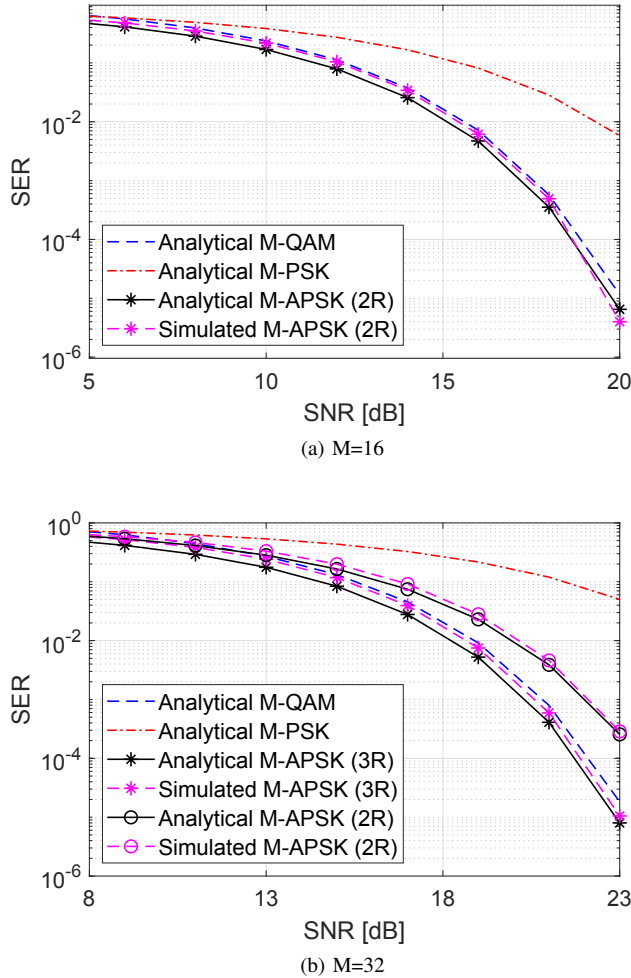 10^-2
10^-4
10^-6
SER
Analytical M-QAM
Analytical M-PSK
Analytical M-APSK (2R)
Simulated M-APSK (2R)
5 10 15 20
SNR [dB]
(a) M=16
10^0
10^-2
10^-4
10^-6
SER
Analytical M-QAM
Analytical M-PSK
Analytical M-APSK (3R)
Simulated M-APSK (3R)
Analytical M-APSK (2R)
Simulated M-APSK (2R)
8 13 18 23
SNR [dB]
(b) M=32